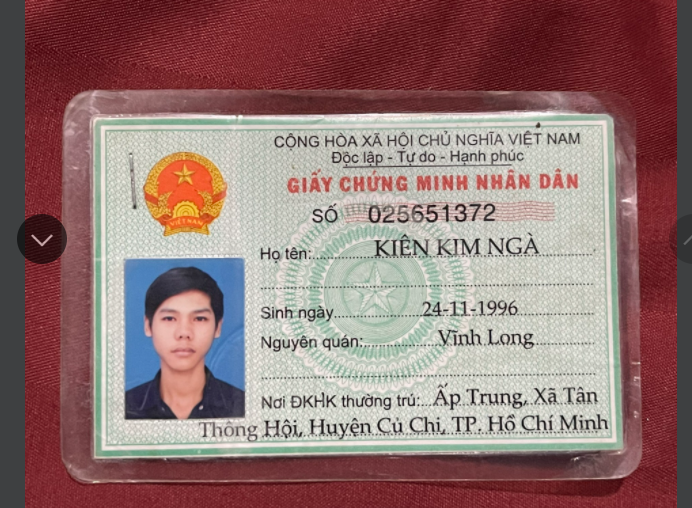 CỘNG HÒA XÃ HỘI CHỦ NGHĨA VIỆT NAM
Độc lập - Tự do - Hạnh phúc
GIẤY CHỨNG MINH NHÂN DÂN
SỐ 025651372
Họ tên: KIÊN KIM NGÀ
Sinh ngày 24-11-1996
Nguyên quán: Vĩnh Long
Nơi ĐKHK thường trú: Ấp Trung, Xã Tân
Thông Hội, Huyện Củ Chi, TP. Hồ Chí Minh
VIỆT NAM